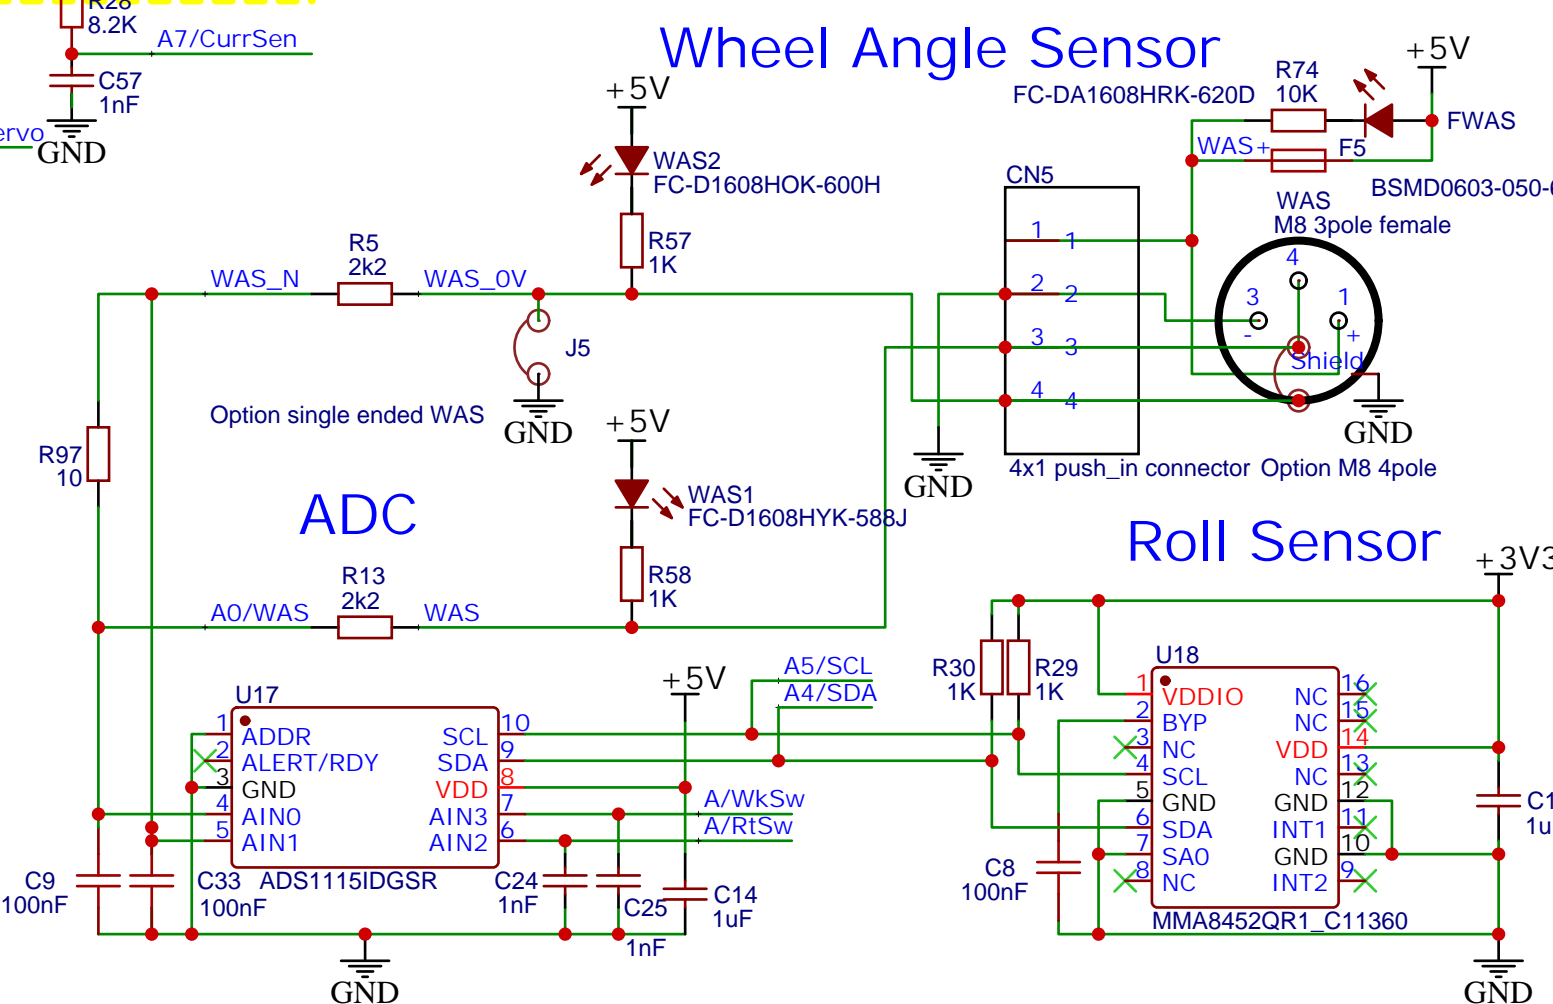 R28
8.2K
A7/CurrSen
C57
1nF
ervo
GND
Wheel Angle Sensor
+5V
WAS2
FC-D1608HOK-600H
R57
1K
R5
2k2
WAS_N
WAS_0V
J5
GND
Option single ended WAS
R97
10
+5V
WAS1
FC-D1608HYK-588J
R58
1K
ADC
R13
2k2
A0/WAS
WAS
FC-DA1608HRK-620D
R74
10K
+5V
FWAS
WAS+
F5
BSMD0603-050-
CN5
1 1
2 2
3 3
4 4
4x1 push_in connector
GND
WAS
M8 3pole female
4
3
1
-
+
Shield
GND
Option M8 4pole
Roll Sensor
+3V3
R30
1K
R29
1K
U18
1 VDDIO
2 BYP
3 NC
4 SCL
5 GND
6 SDA
7 SA0
8 NC
NC 16
NC 15
VDD 14
NC 13
GND 12
INT1 11
GND 10
INT2 9
MMA8452QR1_C11360
C8
100nF
C1
1u
GND
U17
1 ADDR
2 ALERT/RDY
3 GND
4 AIN0
5 AIN1
SCL 10
SDA 9
VDD 8
AIN3 7
AIN2 6
ADS1115IDGSR
+5V
A5/SCL
A4/SDA
A/WkSw
A/RtSw
C9
100nF
C33
100nF
C24
1nF
C25
1nF
C14
1uF
GND